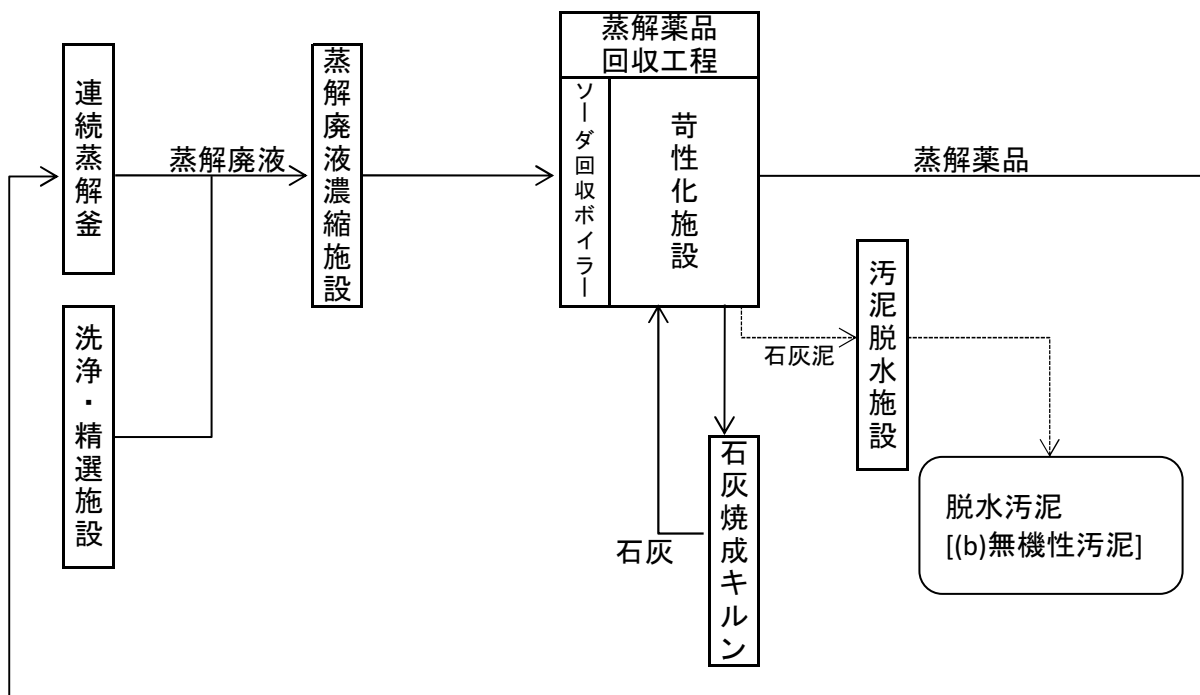 連続蒸解釜
蒸解廃液
蒸解廃液濃縮施設
蒸解薬品
回収工程
ソーダ回収ボイラー
苛性化施設
蒸解薬品
洗浄・精選施設
石灰泥
汚泥脱水施設
石灰
石灰焼成キルン
脱水汚泥
[(b)無機性汚泥]